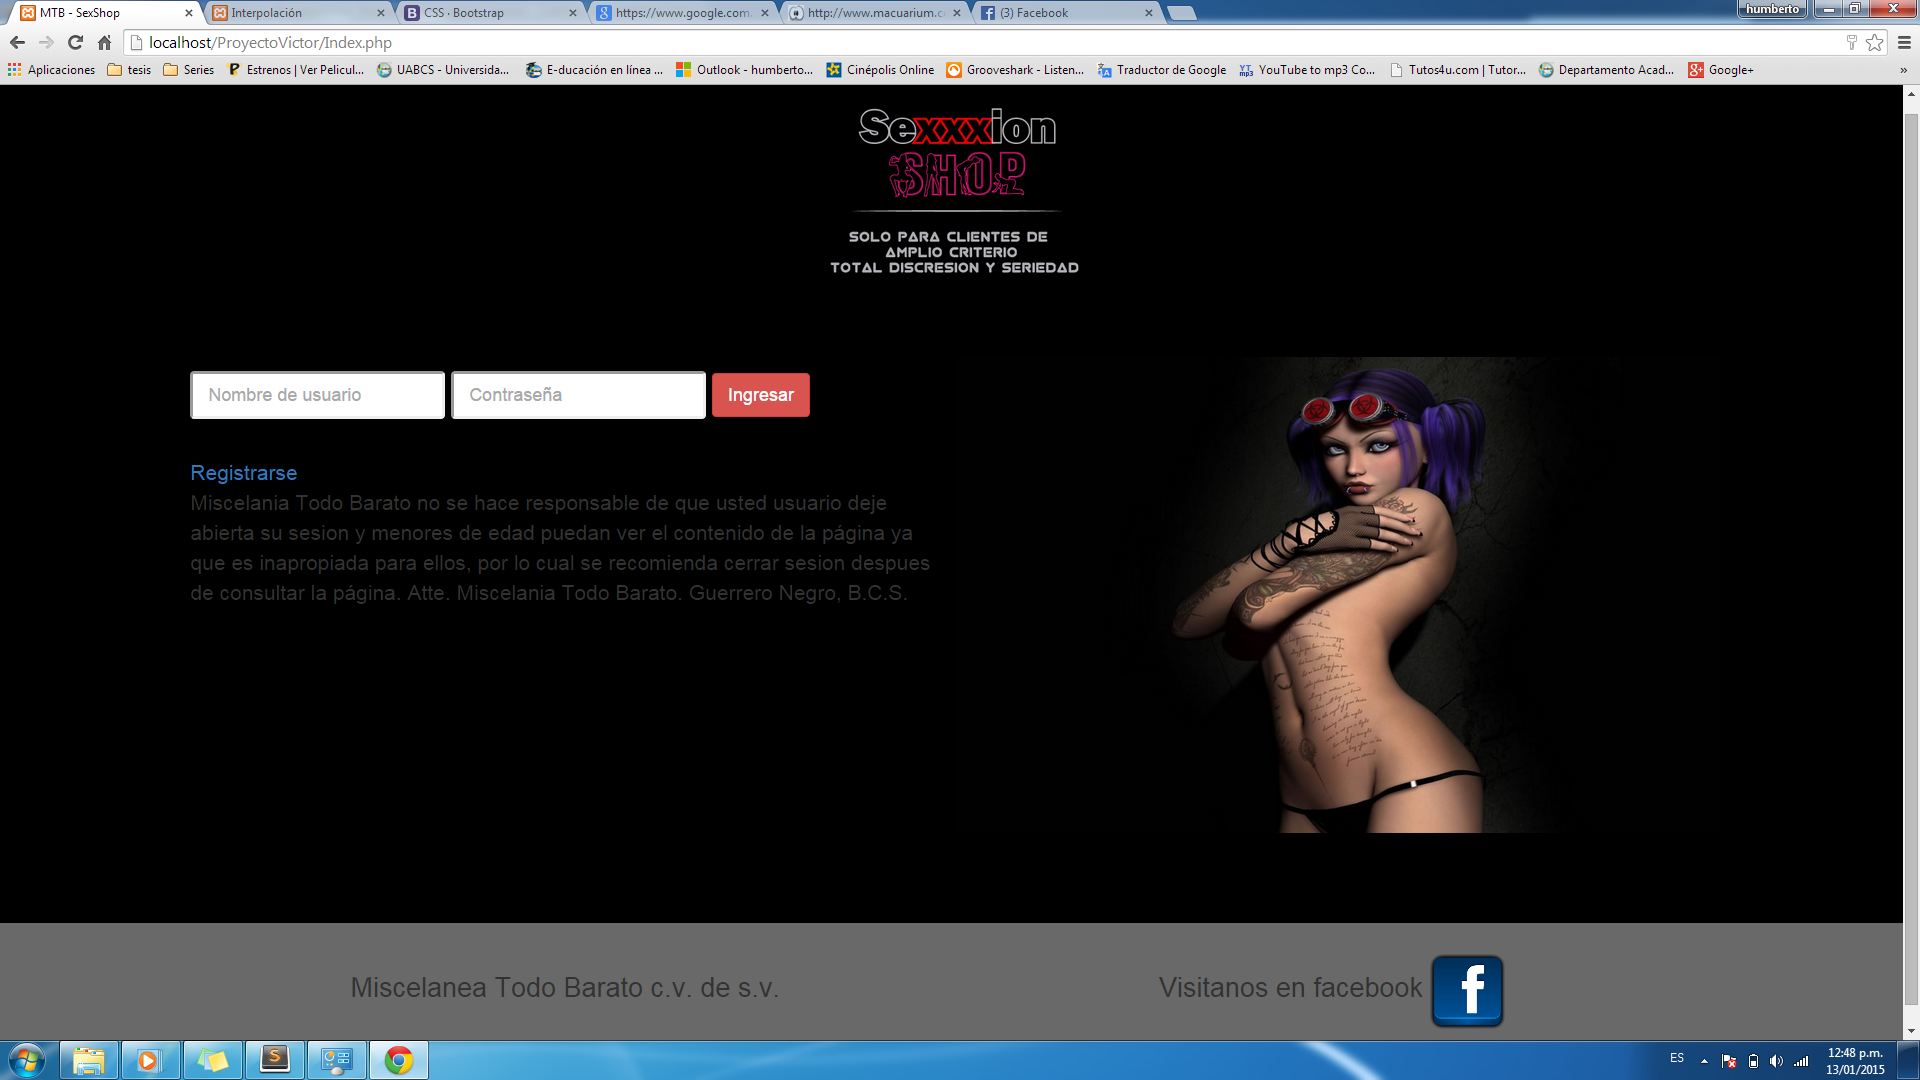 MTB - SexShop
Interpolación
CSS · Bootstrap
https://www.google.com.
http://www.macuarium.c
(3) Facebook
humberto
localhost/ProyectoVictor/Index.php
Aplicaciones
tesis
Series
Estrenos | Ver Pelicul...
UABCS - Universida...
E-ducación en línea ...
Outlook - humberto...
Cinépolis Online
Grooveshark - Listen...
Traductor de Google
YouTube to mp3 Co...
Tutos4u.com | Tutor...
Departamento Acad...
Google+
»
Sexxxion
SHOP
SOLO PARA CLIENTES DE
AMPLIO CRITERIO
TOTAL DISCRESION Y SERIEDAD
Nombre de usuario
Contraseña
Ingresar
Registrarse
Miscelania Todo Barato no se hace responsable de que usted usuario deje
abierta su sesion y menores de edad puedan ver el contenido de la página ya
que es inapropiada para ellos, por lo cual se recomienda cerrar sesion despues
de consultar la página. Atte. Miscelania Todo Barato. Guerrero Negro, B.C.S.
Miscelanea Todo Barato c.v. de s.v.
Visitanos en facebook
f
ES
12:48 p.m.
13/01/2015